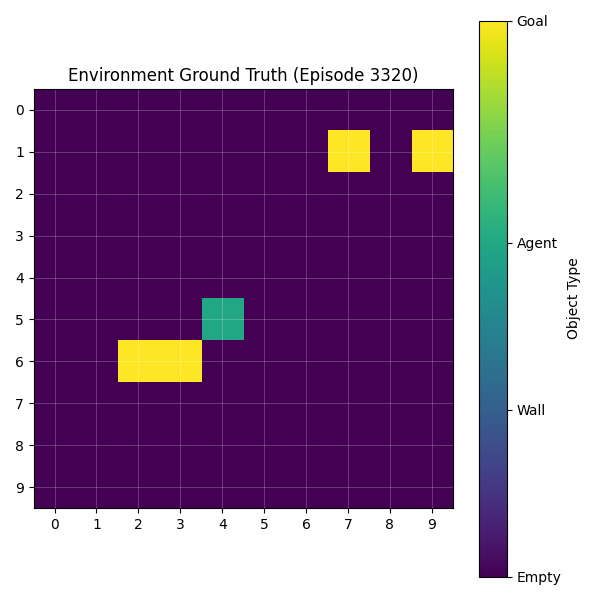 Environment Ground Truth (Episode 3320)
0
1
2
3
4
5
6
7
8
9
0 1 2 3 4 5 6 7 8 9
Goal
Agent
Wall
Empty
Object Type